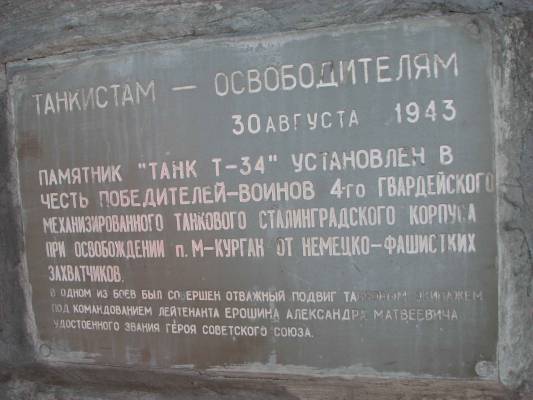 ТАНКИСТАМ — ОСВОБОДИТЕЛЯМ
30 АВГУСТА 1943
ПАМЯТНИК "ТАНК Т-34" УСТАНОВЛЕН В
ЧЕСТЬ ПОБЕДИТЕЛЕЙ-ВОИНОВ 4-го ГВАРДЕЙСКОГО
МЕХАНИЗИРОВАННОГО ТАНКОВОГО СТАЛИНГРАДСКОГО КОРПУСА
ПРИ ОСВОБОЖДЕНИИ п. М-КУРГАН ОТ НЕМЕЦКО-ФАШИСТКИХ
ЗАХВАТЧИКОВ.
В ОДНОМ ИЗ БОЕВ БЫЛ СОВЕРШЕН ОТВАЖНЫЙ ПОДВИГ ТАНКОВЫМ ЭКИПАЖЕМ
ПОД КОМАНДОВАНИЕМ ЛЕЙТЕНАНТА ЕРОШИНА АЛЕКСАНДРА МАТВЕЕВИЧА
УДОСТОЕННОГО ЗВАНИЯ ГЕРОЯ СОВЕТСКОГО СОЮЗА.